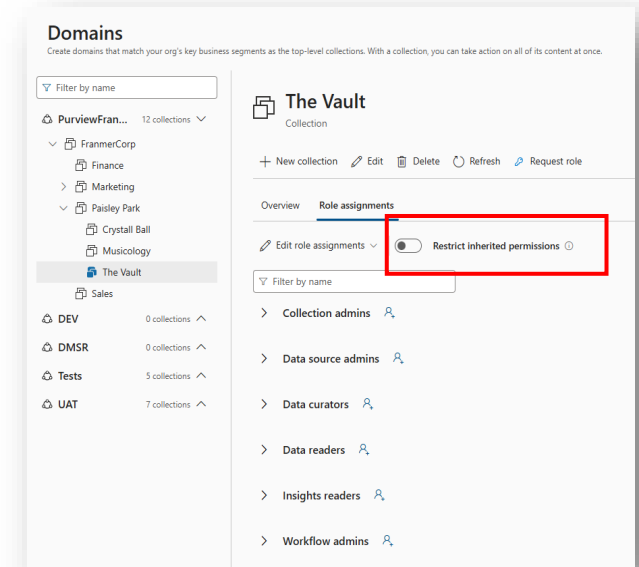 Domains
Create domains that match your org's key business segments as the top-level collections. With a collection, you can take action on all of its content at once.
Filter by name
PurviewFran... 12 collections
FranmerCorp
Finance
Marketing
Paisley Park
Crystall Ball
Musicology
The Vault
Sales
DEV 0 collections
DMSR 0 collections
Tests 5 collections
UAT 7 collections
The Vault
Collection
New collection Edit Delete Refresh Request role
Overview Role assignments
Edit role assignments Restrict inherited permissions
Filter by name
Collection admins
Data source admins
Data curators
Data readers
Insights readers
Workflow admins